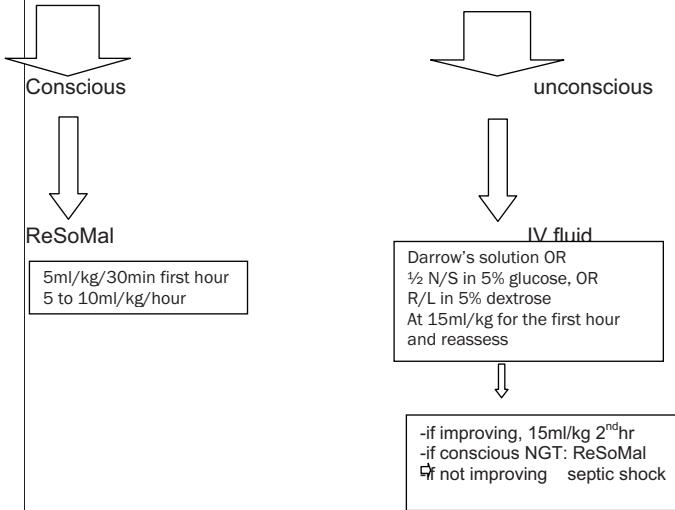 Conscious
ReSoMal
5ml/kg/30min first hour
5 to 10ml/kg/hour
unconscious
IV fluid
Darrow's solution OR
½ N/S in 5% glucose, OR
R/L in 5% dextrose
At 15ml/kg for the first hour
and reassess
-if improving, 15ml/kg 2ndhr
-if conscious NGT: ReSoMal
-if not improving septic shock